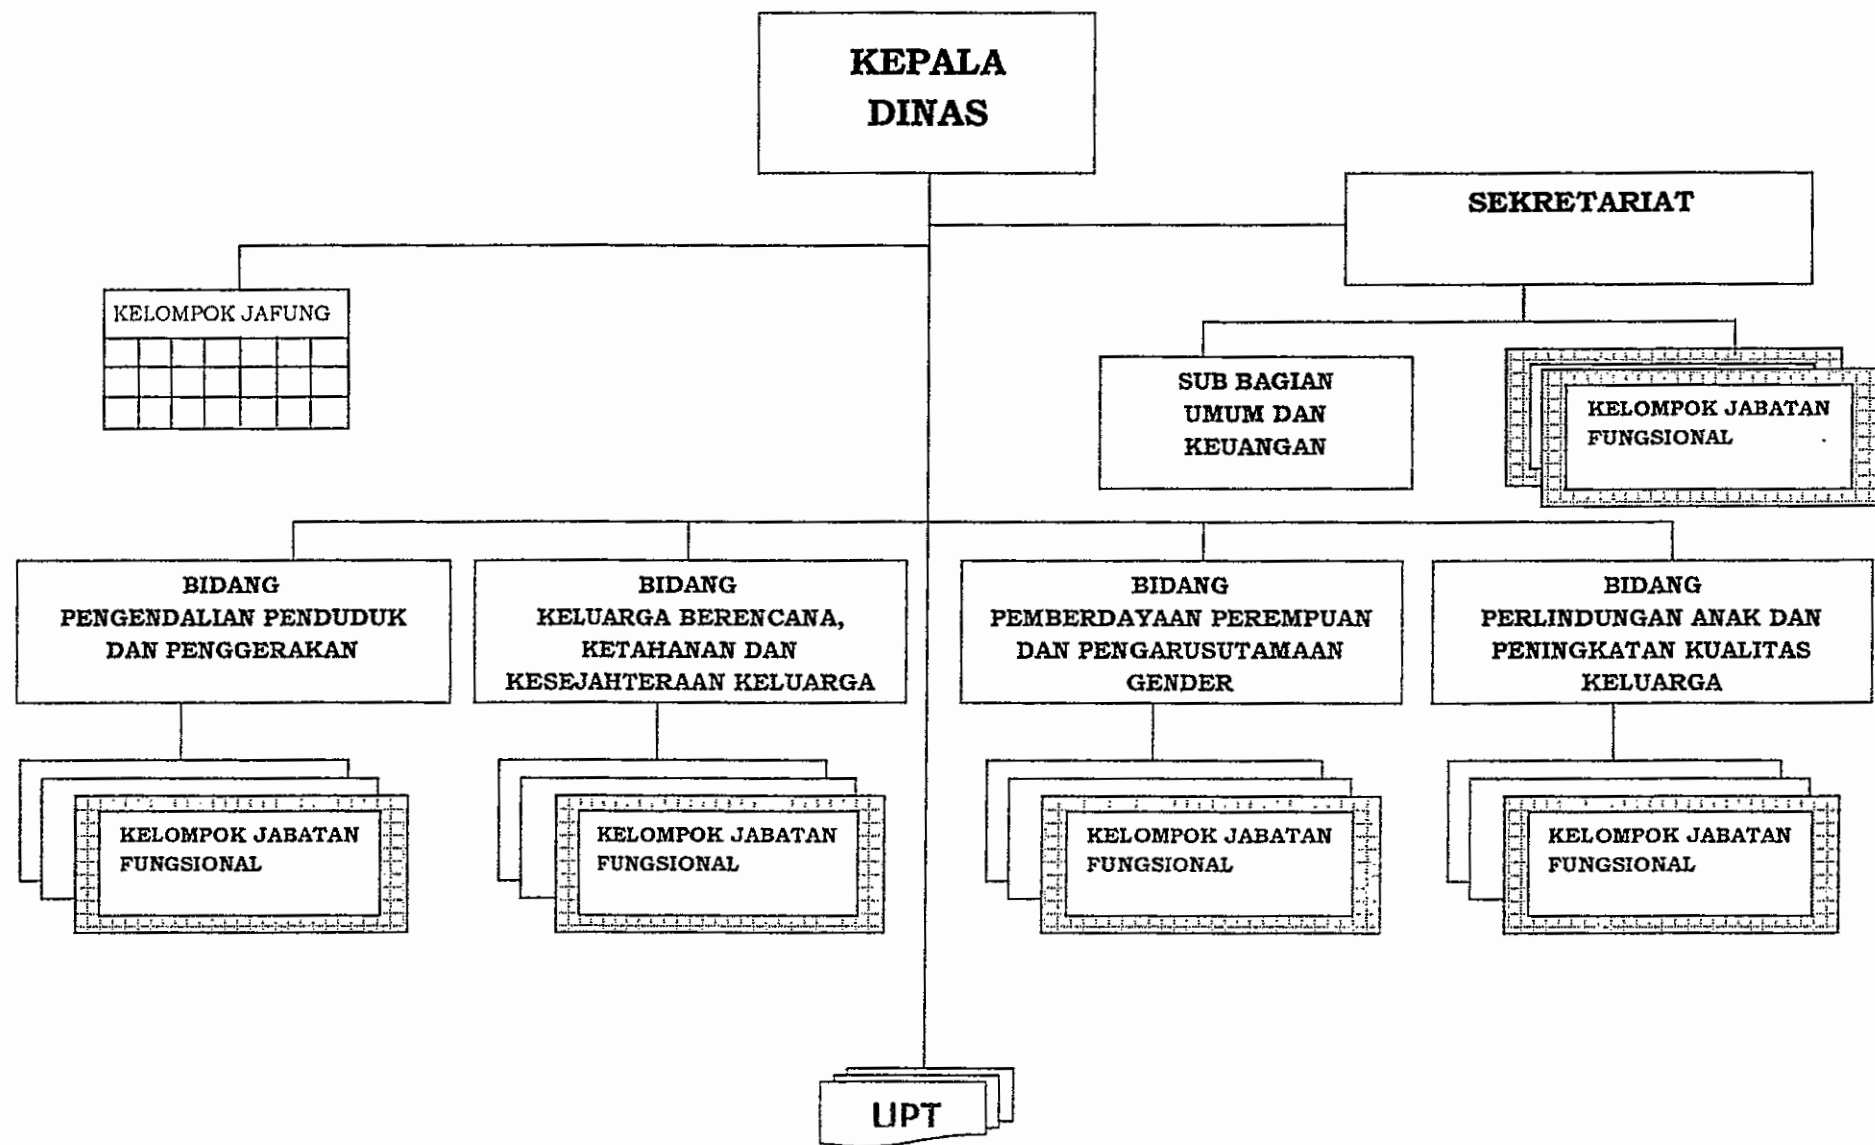 KEPALA
DINAS
SEKRETARIAT
KELOMPOK JAFUNG
SUB BAGIAN
UMUM DAN
KEUANGAN
KELOMPOK JABATAN
FUNGSIONAL
BIDANG
PENGENDALIAN PENDUDUK
DAN PENGGERAKAN
BIDANG
KELUARGA BERENCANA,
KETAHANAN DAN
KESEJAHTERAAN KELUARGA
BIDANG
PEMBERDAYAAN PEREMPUAN
DAN PENGARUSUTAMAAN
GENDER
BIDANG
PERLINDUNGAN ANAK DAN
PENINGKATAN KUALITAS
KELUARGA
KELOMPOK JABATAN
FUNGSIONAL
KELOMPOK JABATAN
FUNGSIONAL
KELOMPOK JABATAN
FUNGSIONAL
KELOMPOK JABATAN
FUNGSIONAL
UPT